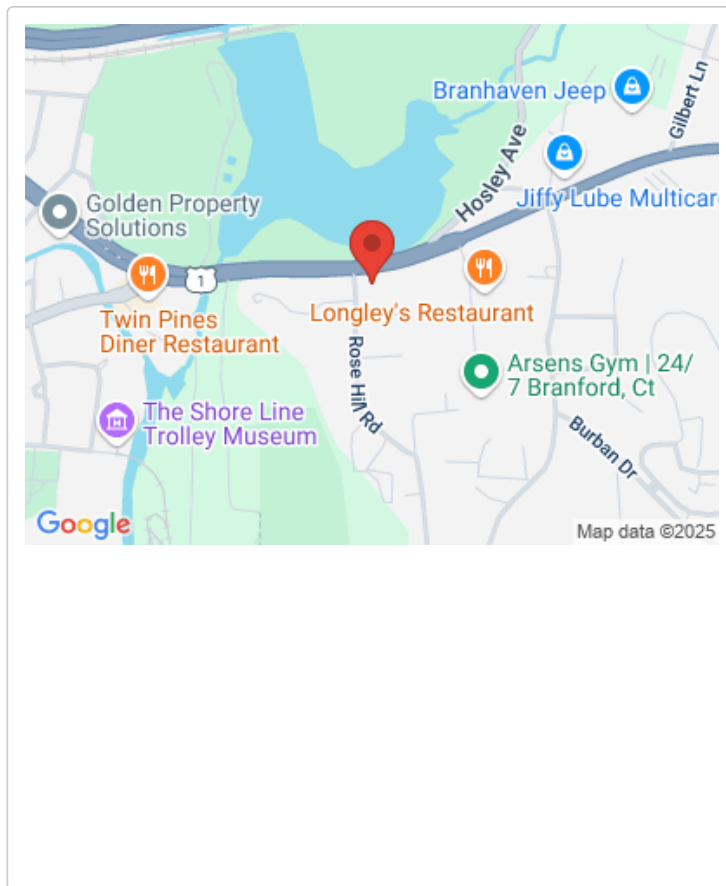 Gilbert Ln
Branhaven Jeep
Hosley Ave
Jiffy Lube Multicar
Golden Property
Solutions
1
Longley's Restaurant
Twin Pines
Diner Restaurant
Rose Hill Rd
Arsens Gym | 24/
7 Branford, Ct
The Shore Line
Trolley Museum
Burban Dr
Google
Map data ©2025